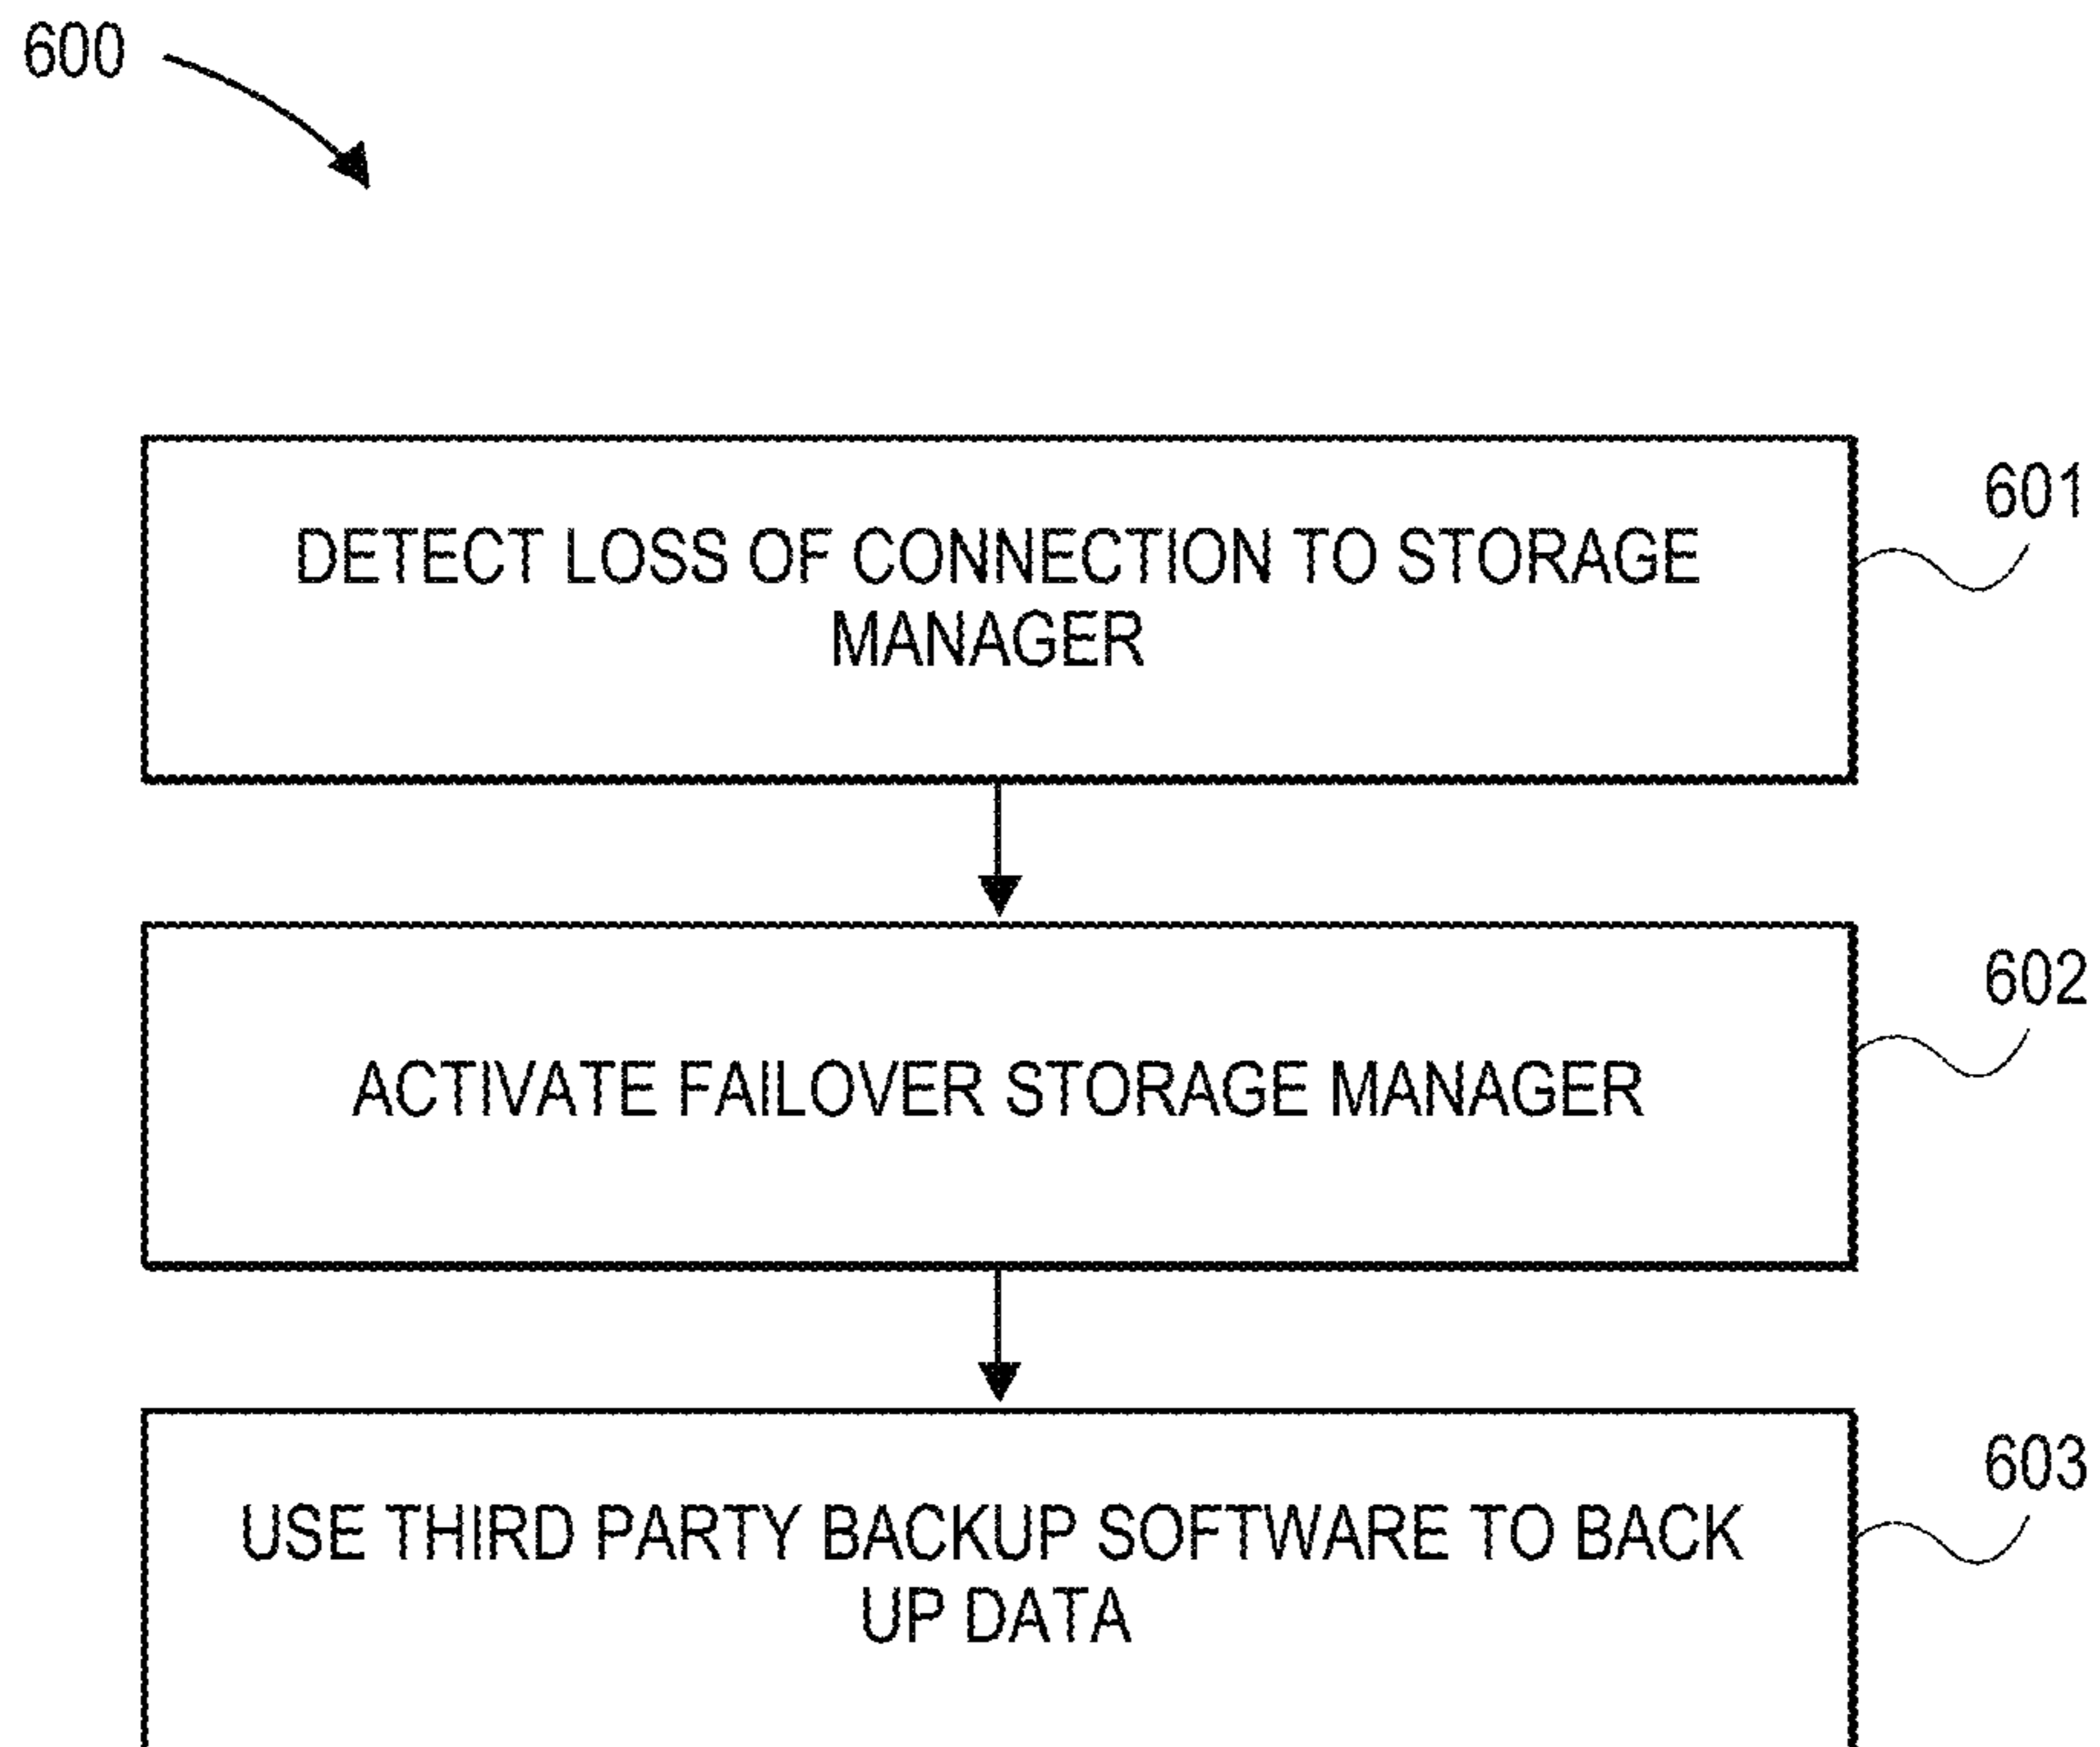 600
601
DETECT LOSS OF CONNECTION TO STORAGE
MANAGER
602
ACTIVATE FAILOVER STORAGE MANAGER
603
USE THIRD PARTY BACKUP SOFTWARE TO BACK
UP DATA